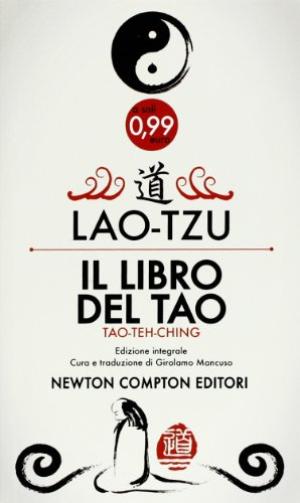 a soli
0,99
euro
道
LAO-TZU
IL LIBRO
DEL TAO
TAO-TEH-CHING
Edizione integrale
Cura e traduzione di Girolamo Mancuso
NEWTON COMPTON EDITORI
道